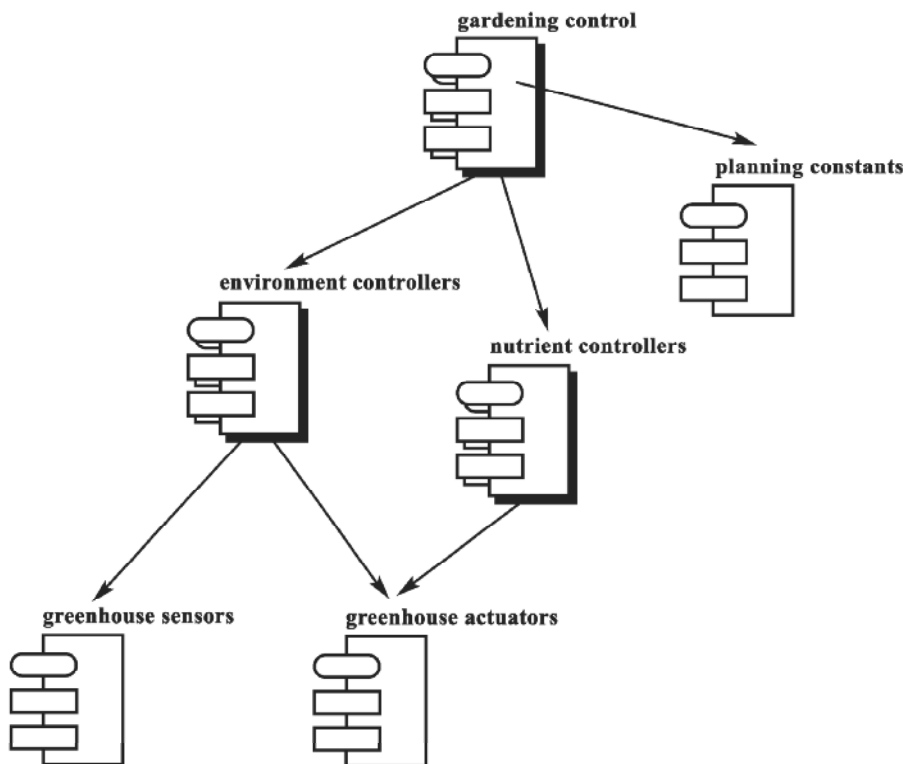 gardening control
planning constants
environment controllers
nutrient controllers
greenhouse sensors
greenhouse actuators